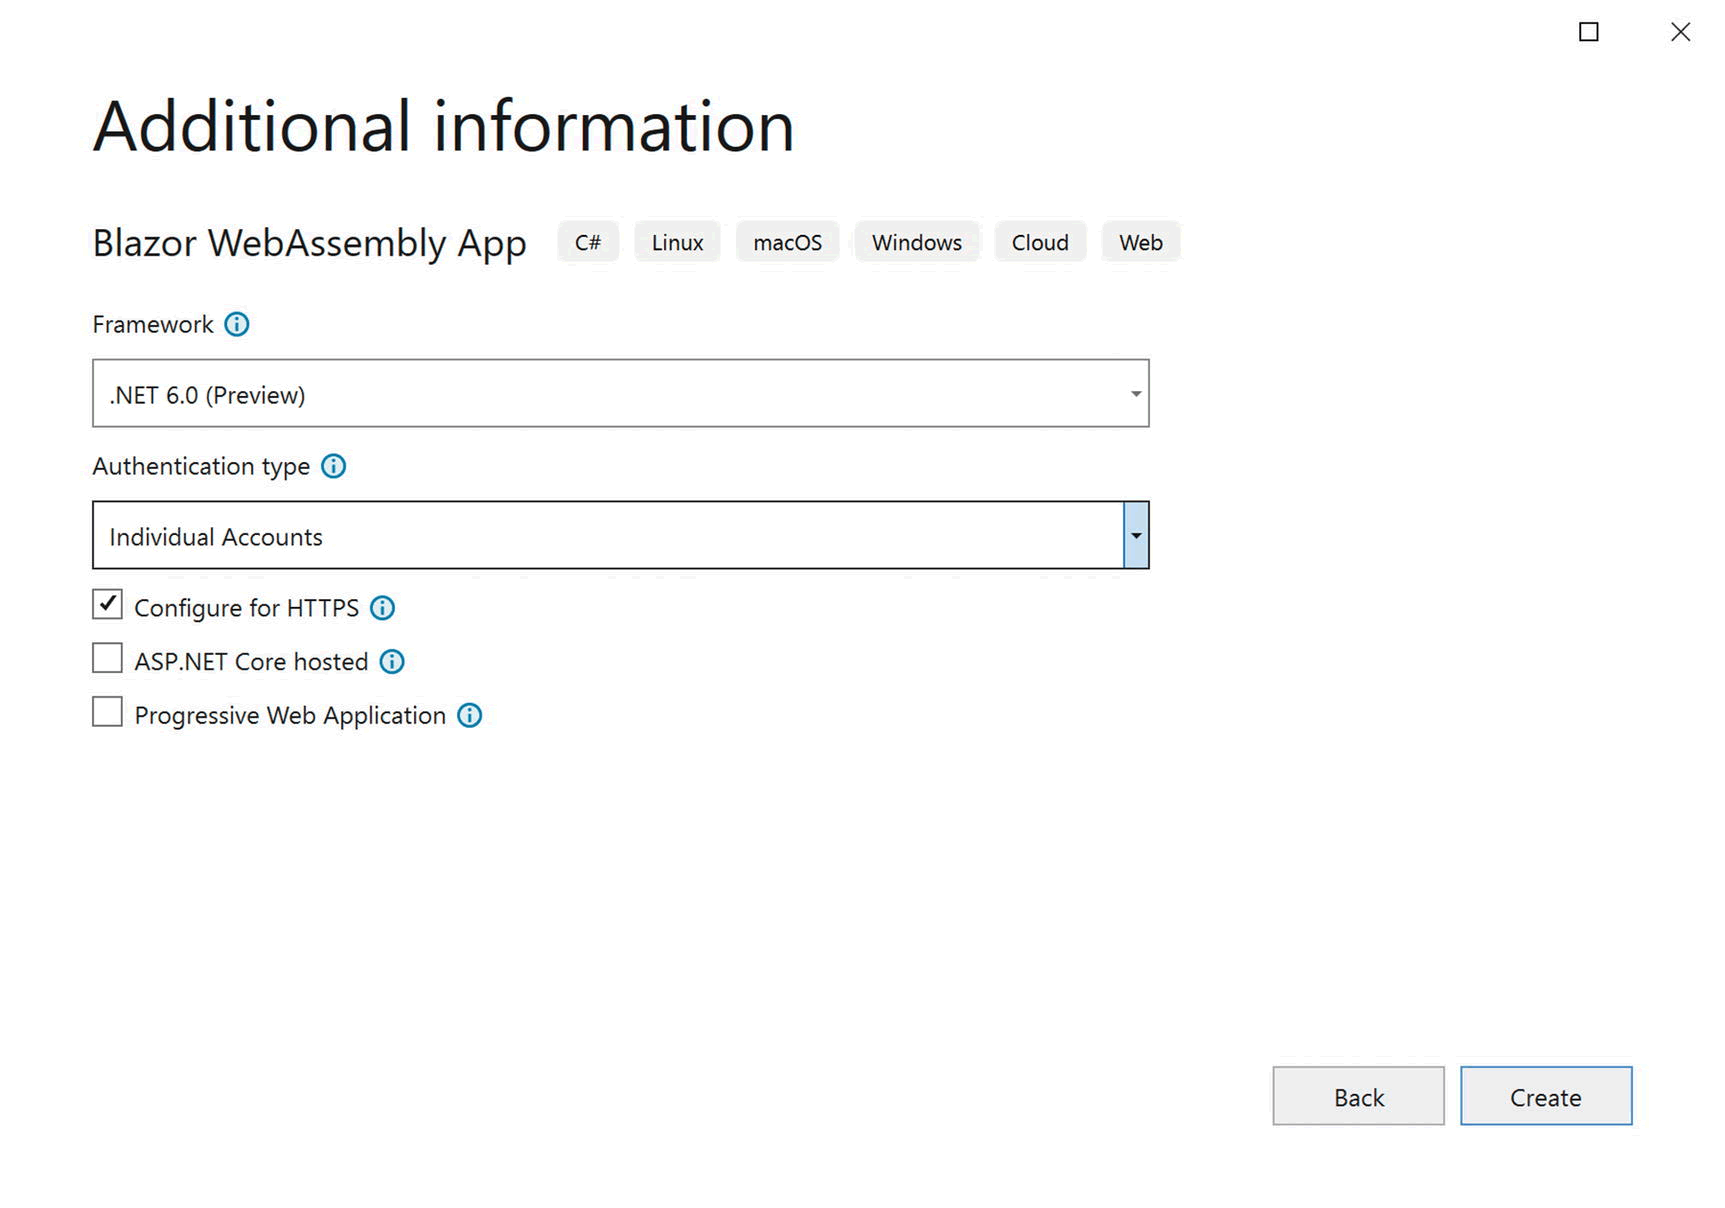 Additional information
Blazor WebAssembly App C# Linux macOS Windows Cloud Web
Framework
.NET 6.0 (Preview)
Authentication type
Individual Accounts
Configure for HTTPS
ASP.NET Core hosted
Progressive Web Application
Back Create